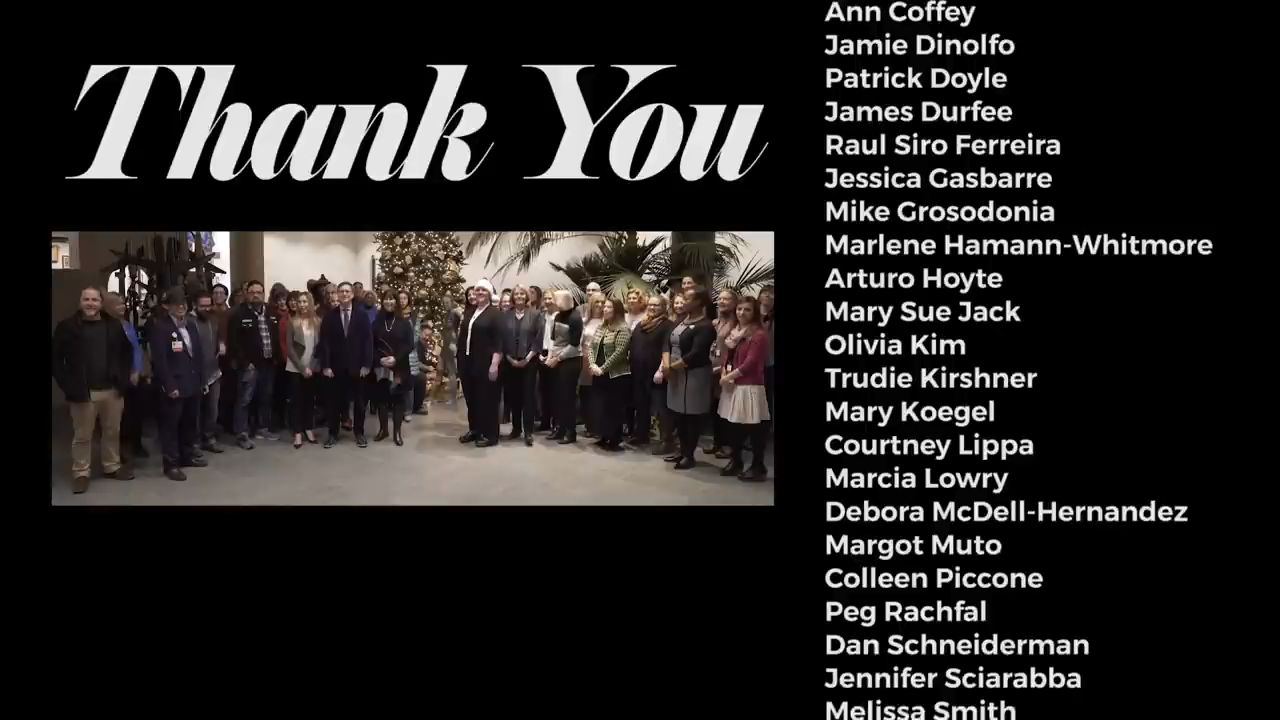 Thank You
Ann Coffey
Jamie Dinolfo
Patrick Doyle
James Durfee
Raul Siro Ferreira
Jessica Gasbarre
Mike Grosodonia
Marlene Hamann-Whitmore
Arturo Hoyte
Mary Sue Jack
Olivia Kim
Trudie Kirshner
Mary Koegel
Courtney Lippa
Marcia Lowry
Debora McDell-Hernandez
Margot Muto
Colleen Piccone
Peg Rachfal
Dan Schneiderman
Jennifer Sciarabba
Melissa Smith